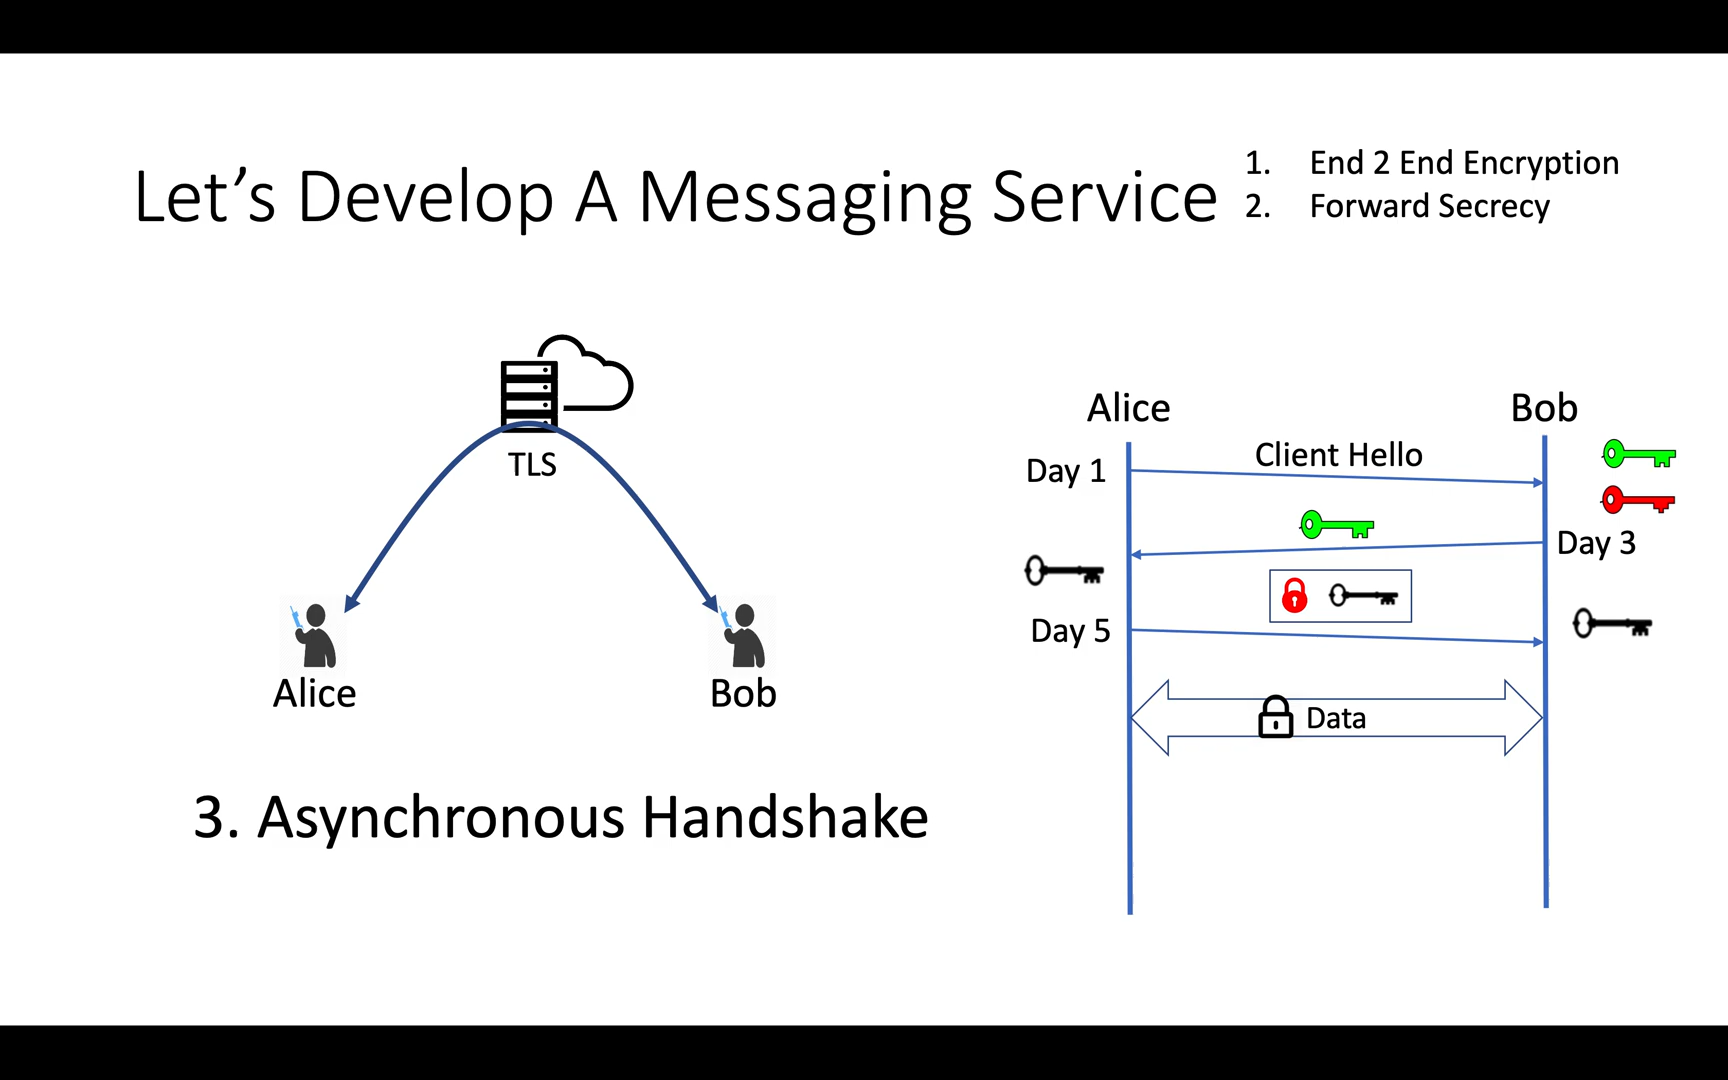 Let’s Develop A Messaging Service
1. End 2 End Encryption
2. Forward Secrecy
TLS
Alice
Bob
3. Asynchronous Handshake
Alice
Bob
Client Hello
Day 1
Day 3
Day 5
Data